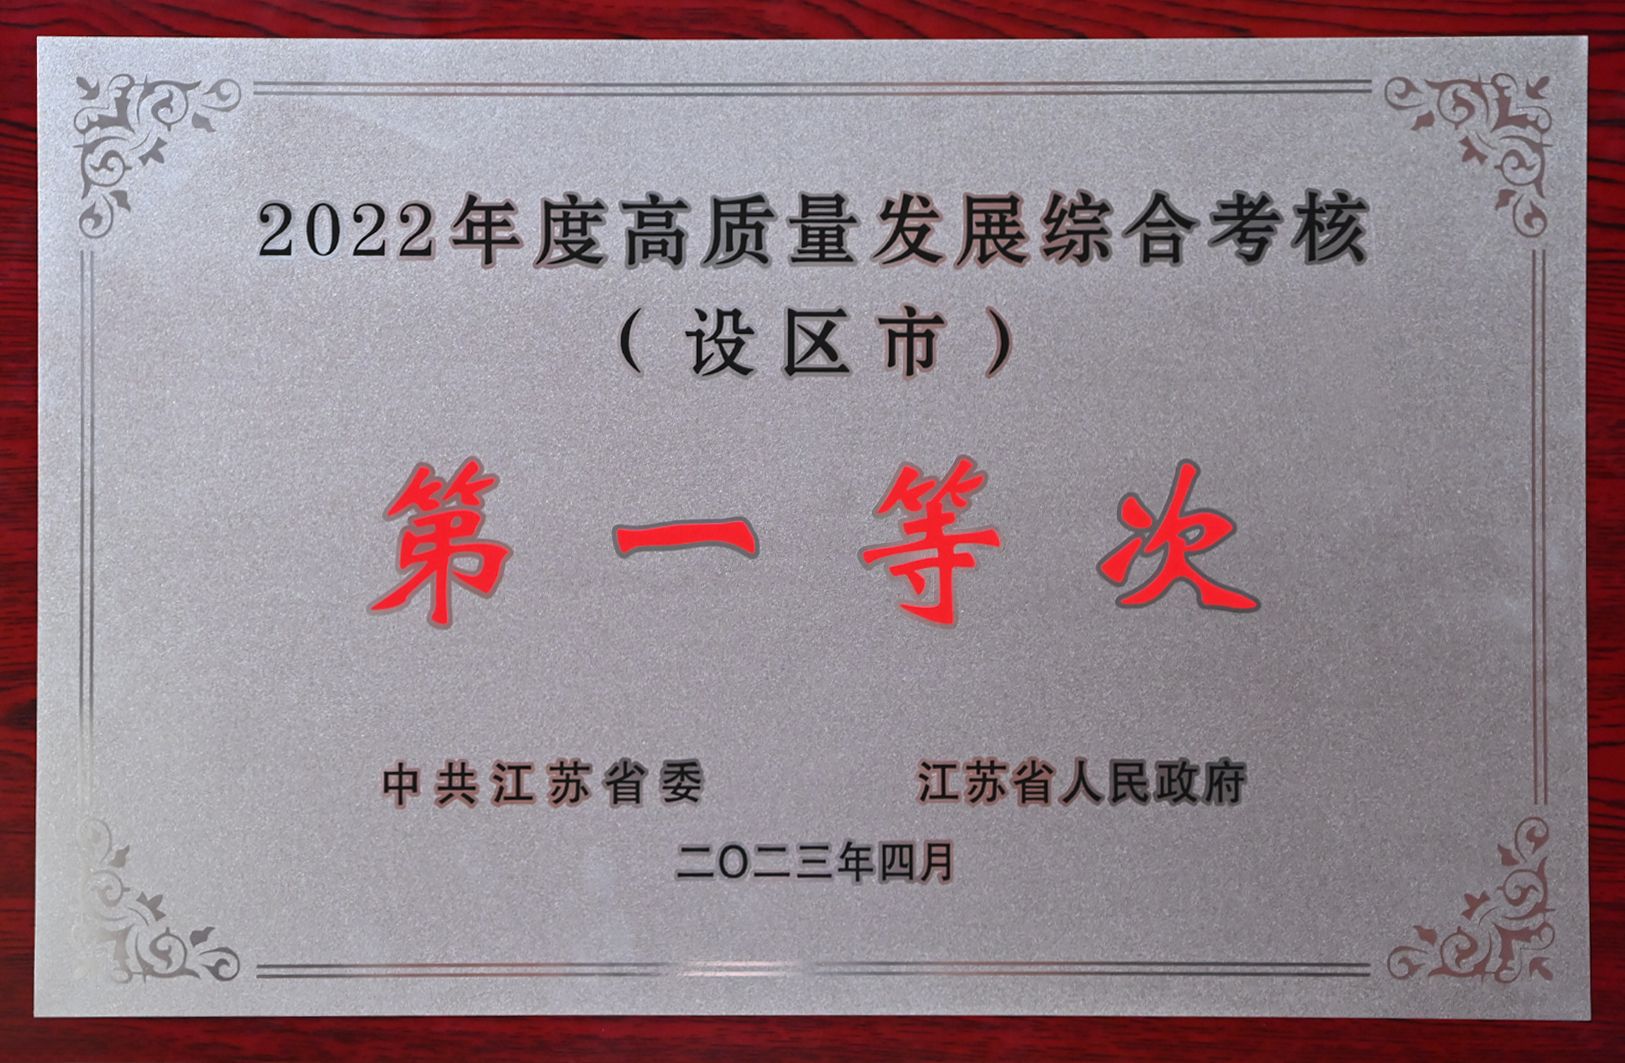 2022年度高质量发展综合考核
（设区市）
第一等次
中共江苏省委 江苏省人民政府
二〇二三年四月